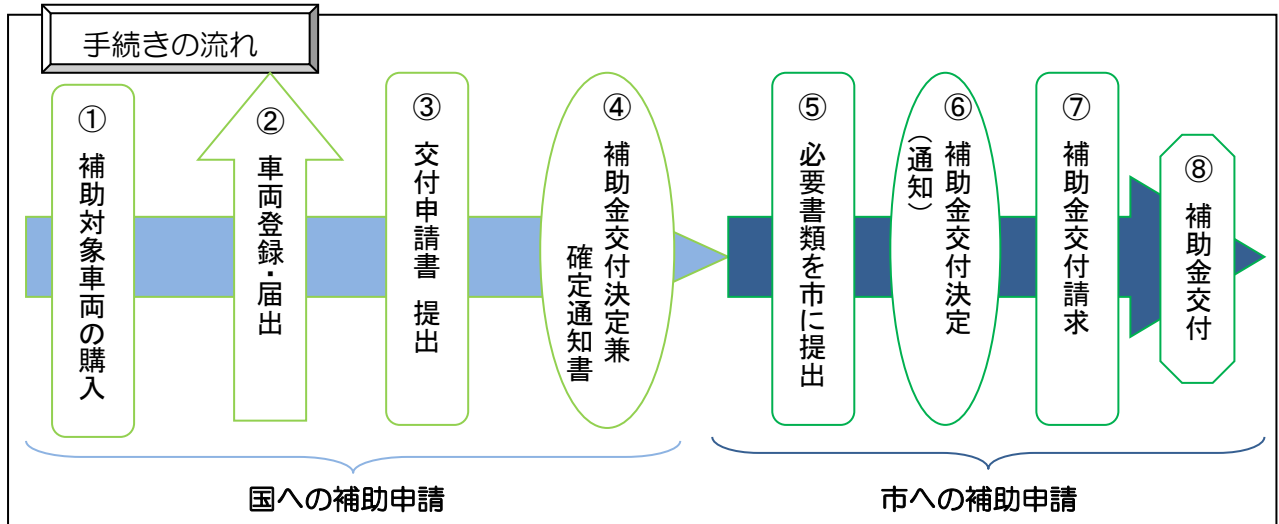 手続きの流れ
① 補助対象車両の購入
② 車両登録・届出
③ 交付申請書 提出
④ 補助金交付決定兼
確定通知書
⑤ 必要書類を市に提出
⑥ 補助金交付決定
（通知）
⑦ 補助金交付請求
⑧ 補助金交付
国への補助申請
市への補助申請